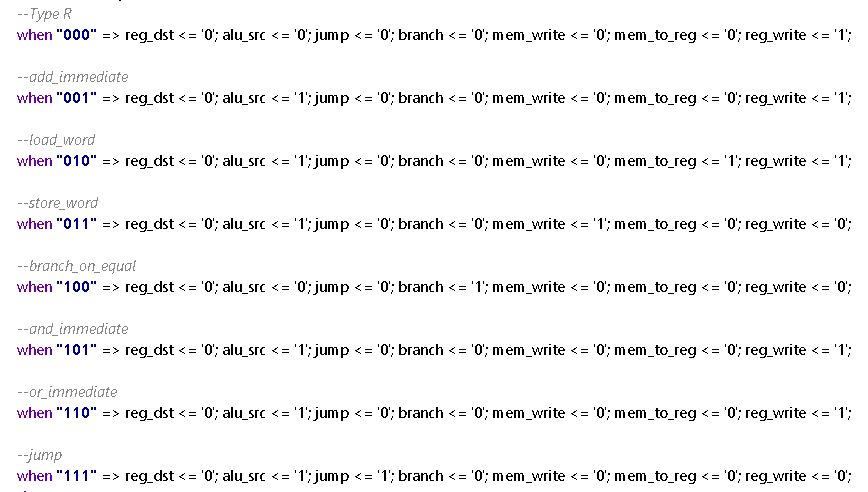 --Type R
when "000" => reg_dst <= '0'; alu_src <= '0'; jump <= '0'; branch <= '0'; mem_write <= '0'; mem_to_reg <= '0'; reg_write <= '1';
--add_immediate
when "001" => reg_dst <= '0'; alu_src <= '1'; jump <= '0'; branch <= '0'; mem_write <= '0'; mem_to_reg <= '0'; reg_write <= '1';
--load_word
when "010" => reg_dst <= '0'; alu_src <= '1'; jump <= '0'; branch <= '0'; mem_write <= '0'; mem_to_reg <= '1'; reg_write <= '1';
--store_word
when "011" => reg_dst <= '0'; alu_src <= '1'; jump <= '0'; branch <= '0'; mem_write <= '1'; mem_to_reg <= '0'; reg_write <= '0';
--branch_on_equal
when "100" => reg_dst <= '0'; alu_src <= '0'; jump <= '0'; branch <= '1'; mem_write <= '0'; mem_to_reg <= '0'; reg_write <= '0';
--and_immediate
when "101" => reg_dst <= '0'; alu_src <= '1'; jump <= '0'; branch <= '0'; mem_write <= '0'; mem_to_reg <= '0'; reg_write <= '1';
--or_immediate
when "110" => reg_dst <= '0'; alu_src <= '1'; jump <= '0'; branch <= '0'; mem_write <= '0'; mem_to_reg <= '0'; reg_write <= '1';
--jump
when "111" => reg_dst <= '0'; alu_src <= '1'; jump <= '1'; branch <= '0'; mem_write <= '0'; mem_to_reg <= '0'; reg_write <= '0';